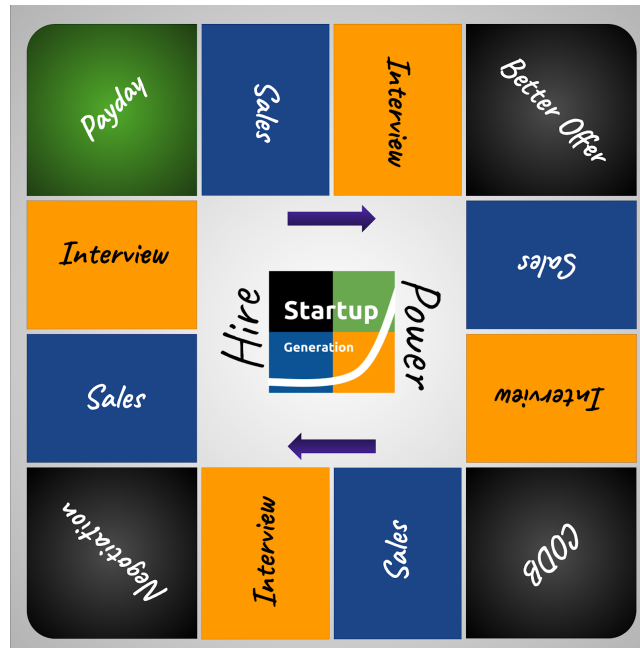 Payday
Sales
Interview
Better Offer
Interview
Sales
Hire
Startup
Generation
Power
Sales
Interview
Negotiation
Interview
Sales
CODB